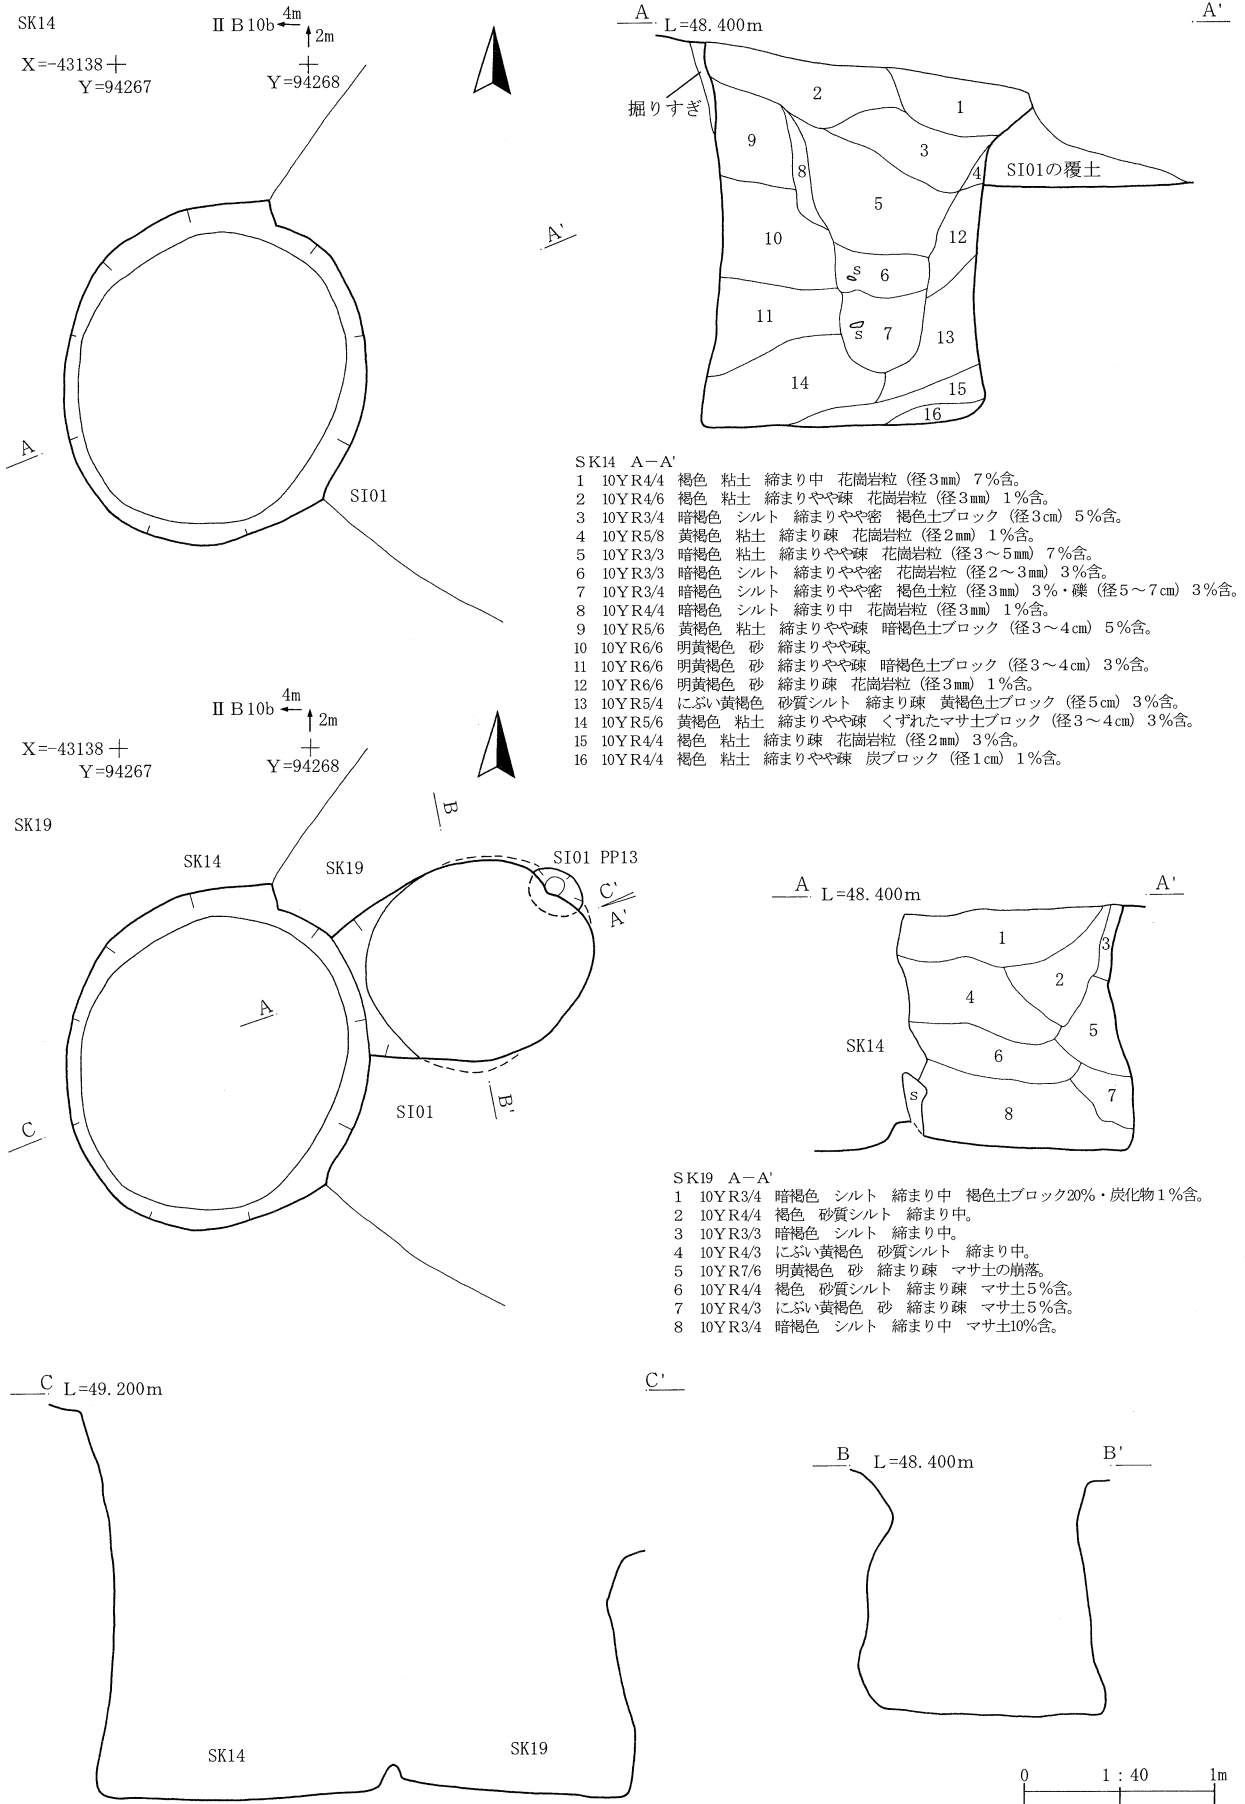 SK14
ⅡB10b
4m
2m
X=-43138
Y=94267
Y=94268
A
A'
SI01
A L=48.400m
A'
掘りすぎ
2
1
9
3
8
4
SI01の覆土
5
10
12
S
6
11
S
7
13
14
15
16
SK14 A－A'
1 10YR4/4 褐色 粘土 締まり中 花崗岩粒（径3㎜）7％含。
2 10YR4/6 褐色 粘土 締まりやや疎 花崗岩粒（径3㎜）1％含。
3 10YR3/4 暗褐色 シルト 締まりやや密 褐色土ブロック（径3㎝）5％含。
4 10YR5/8 黄褐色 粘土 締まり疎 花崗岩粒（径2㎜）1％含。
5 10YR3/3 暗褐色 粘土 締まりやや疎 花崗岩粒（径3～5㎜）7％含。
6 10YR3/3 暗褐色 シルト 締まりやや密 花崗岩粒（径2～3㎜）3％含。
7 10YR3/4 暗褐色 シルト 締まりやや密 褐色土粒（径3㎜）3％・礫（径5～7㎝）3％含。
8 10YR4/4 暗褐色 シルト 締まり中 花崗岩粒（径3㎜）1％含。
9 10YR5/6 黄褐色 粘土 締まりやや疎 暗褐色土ブロック（径3～4㎝）5％含。
10 10YR6/6 明黄褐色 砂 締まりやや疎。
11 10YR6/6 明黄褐色 砂 締まりやや疎 暗褐色土ブロック（径3～4㎝）3％含。
12 10YR6/6 明黄褐色 砂 締まり疎 花崗岩粒（径3㎜）1％含。
13 10YR5/4 にぶい黄褐色 砂質シルト 締まり疎 黄褐色土ブロック（径5㎝）3％含。
14 10YR5/6 黄褐色 粘土 締まりやや疎 くずれたマサ土ブロック（径3～4㎝）3％含。
15 10YR4/4 褐色 粘土 締まり疎 花崗岩粒（径2㎜）3％含。
16 10YR4/4 褐色 粘土 締まりやや疎 炭ブロック（径1㎝）1％含。
ⅡB10b
4m
2m
X=-43138
Y=94267
Y=94268
SK19
SK14
SK19
B
SI01 PP13
C'
A'
A
C
SI01
B'
A L=48.400m
A'
1
3
2
4
5
SK14
6
S
7
8
SK19 A－A'
1 10YR3/4 暗褐色 シルト 締まり中 褐色土ブロック20％・炭化物1％含。
2 10YR4/4 褐色 砂質シルト 締まり中。
3 10YR3/3 暗褐色 シルト 締まり中。
4 10YR4/3 にぶい黄褐色 砂質シルト 締まり中。
5 10YR7/6 明黄褐色 砂 締まり疎 マサ土の崩落。
6 10YR4/4 褐色 砂質シルト 締まり疎 マサ土5％含。
7 10YR4/3 にぶい黄褐色 砂 締まり疎 マサ土5％含。
8 10YR3/4 暗褐色 シルト 締まり中 マサ土10％含。
C L=49.200m
C'
SK14
SK19
B L=48.400m
B'
0 1：40 1m